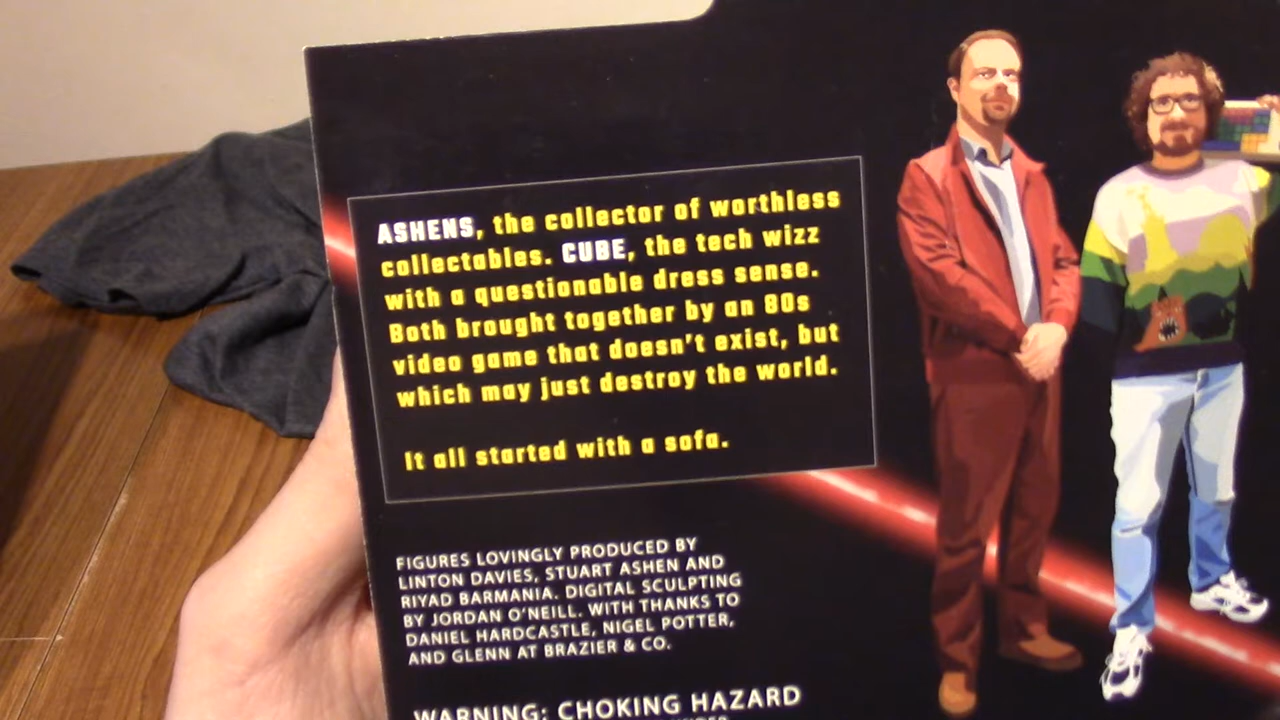 ASHENS, the collector of worthless
collectables. CUBE, the tech wizz
with a questionable dress sense.
Both brought together by an 80s
video game that doesn't exist, but
which may just destroy the world.
It all started with a sofa.
FIGURES LOVINGLY PRODUCED BY
LINTON DAVIES, STUART ASHEN AND
RIYAD BARMANIA. DIGITAL SCULPTING
BY JORDAN O'NEILL. WITH THANKS TO
DANIEL HARDCASTLE, NIGEL POTTER,
AND GLENN AT BRAZIER & CO.
WARNING: CHOKING HAZARD